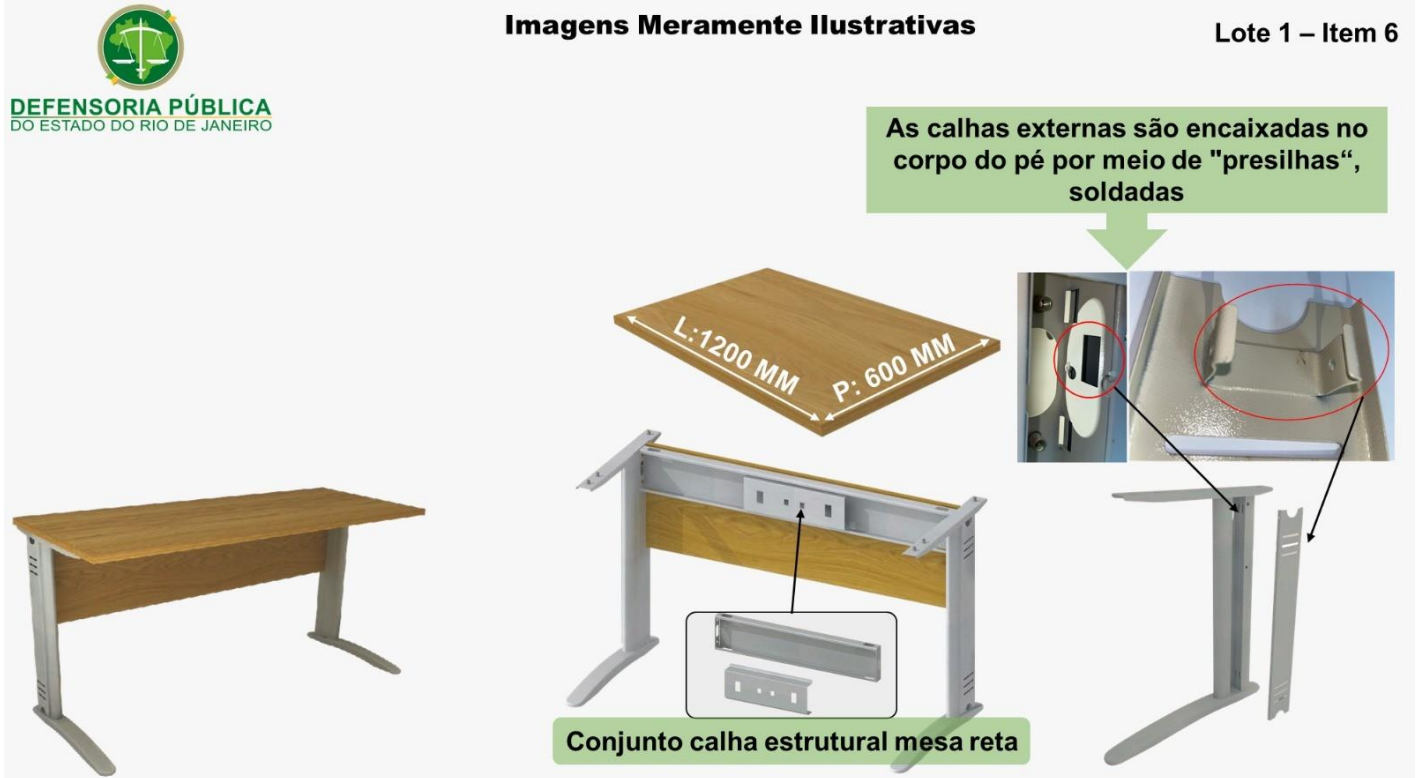 Imagens Meramente Ilustrativas
Lote 1 – Item 6
DEFENSORIA PÚBLICA
DO ESTADO DO RIO DE JANEIRO
As calhas externas são encaixadas no
corpo do pé por meio de "presilhas“,
soldadas
L:1200 MM
P: 600 MM
Conjunto calha estrutural mesa reta